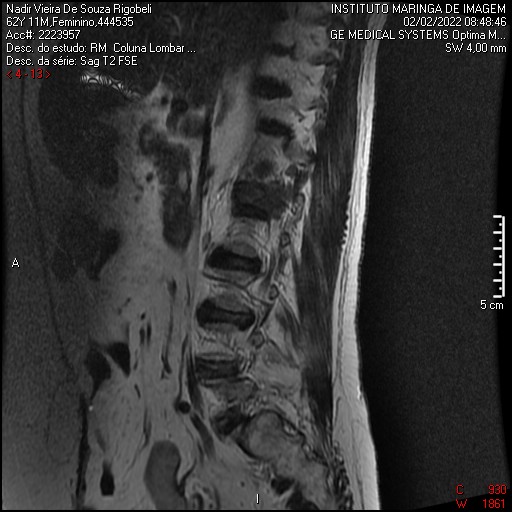 Nadir Vieira De Souza Rigobeli
62Y 11M,Feminino,444535
Acc#: 2223957
Desc. do estudo: RM  Coluna Lombar ...
Desc. da série: Sag T2 FSE
< 4 - 13 >
INSTITUTO MARINGA DE IMAGEM
02/02/2022 08:48:46
GE MEDICAL SYSTEMS Optima M...
SW 4,00 mm
A
5 cm
I
C 930
W 1861